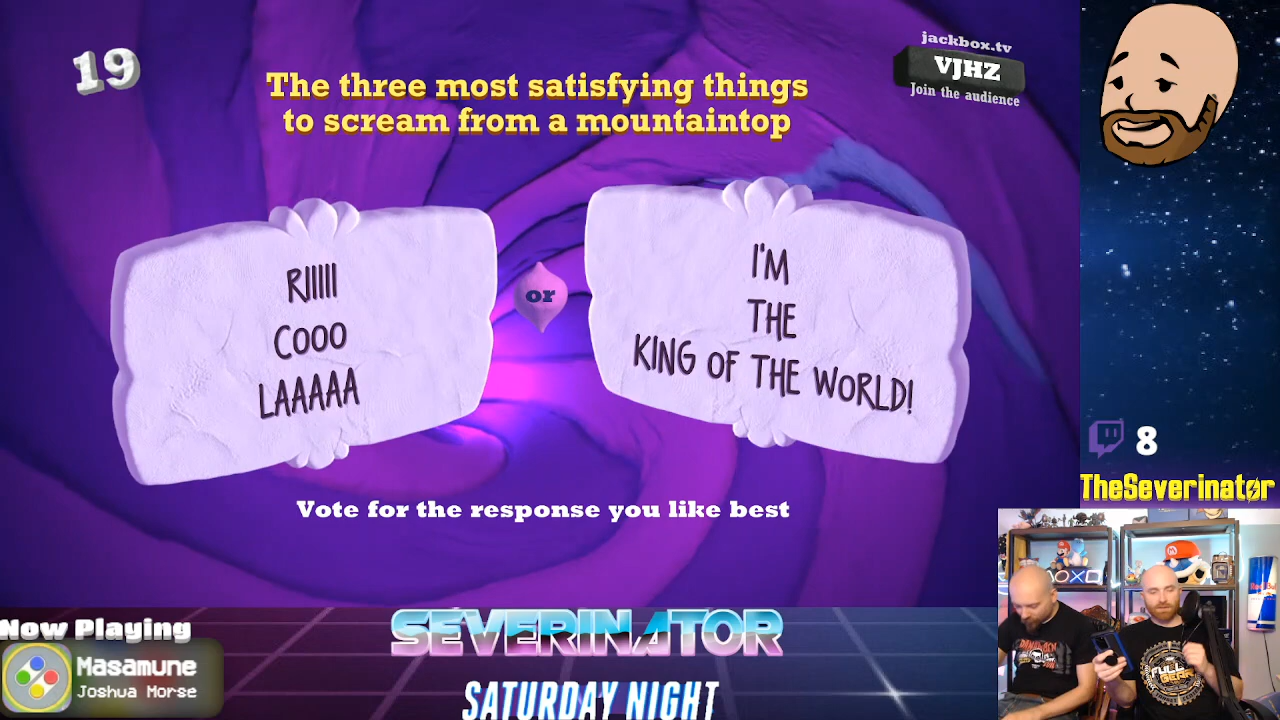 19
The three most satisfying things
to scream from a mountaintop
jackbox.tv
VJHZ
Join the audience
RIIIII
COOO
LAAAAA
or
I'M
THE
KING OF THE WORLD!
Vote for the response you like best
8
TheSeverinator
Now Playing
Masamune
Joshua Morse
SEVERINATOR
SATURDAY NIGHT
FULL
GEAR